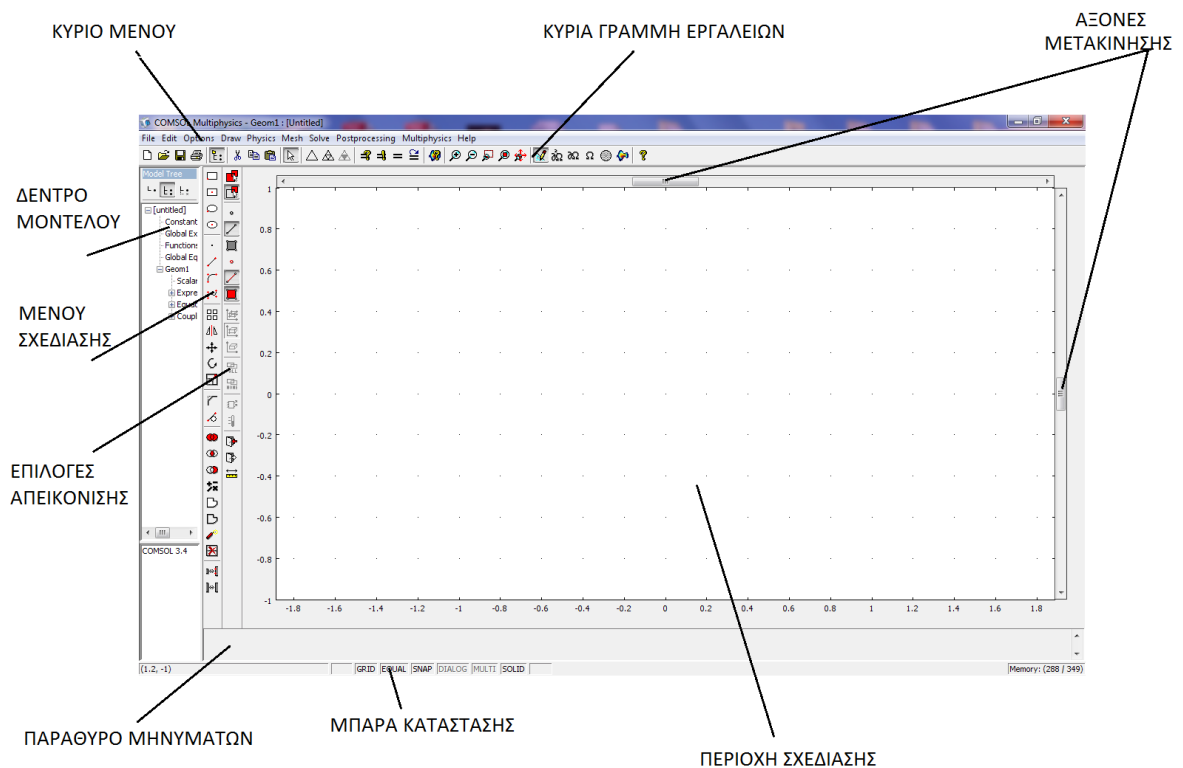 ΚΥΡΙΟ ΜΕΝΟΥ
ΚΥΡΙΑ ΓΡΑΜΜΗ ΕΡΓΑΛΕΙΩΝ
ΑΞΟΝΕΣ
ΜΕΤΑΚΙΝΗΣΗΣ
COMSOL Multiphysics - Geom1 : [Untitled]
File Edit Options Draw Physics Mesh Solve Postprocessing Multiphysics Help
Model Tree
ΔΕΝΤΡΟ
ΜΟΝΤΕΛΟΥ
[untitled]
Constant
Global Ex
Functions
Global Eq
Geom1
Scalar
Expre
Equat
Coupl
ΜΕΝΟΥ
ΣΧΕΔΙΑΣΗΣ
ΕΠΙΛΟΓΕΣ
ΑΠΕΙΚΟΝΙΣΗΣ
1
0.8
0.6
0.4
0.2
0
-0.2
-0.4
-0.6
-0.8
-1
-1.8 -1.6 -1.4 -1.2 -1 -0.8 -0.6 -0.4 -0.2 0 0.2 0.4 0.6 0.8 1 1.2 1.4 1.6 1.8
COMSOL 3.4
(1.2, -1) GRID EQUAL SNAP DIALOG MULTI SOLID Memory: (288 / 349)
ΠΑΡΑΘΥΡΟ ΜΗΝΥΜΑΤΩΝ
ΜΠΑΡΑ ΚΑΤΑΣΤΑΣΗΣ
ΠΕΡΙΟΧΗ ΣΧΕΔΙΑΣΗΣ